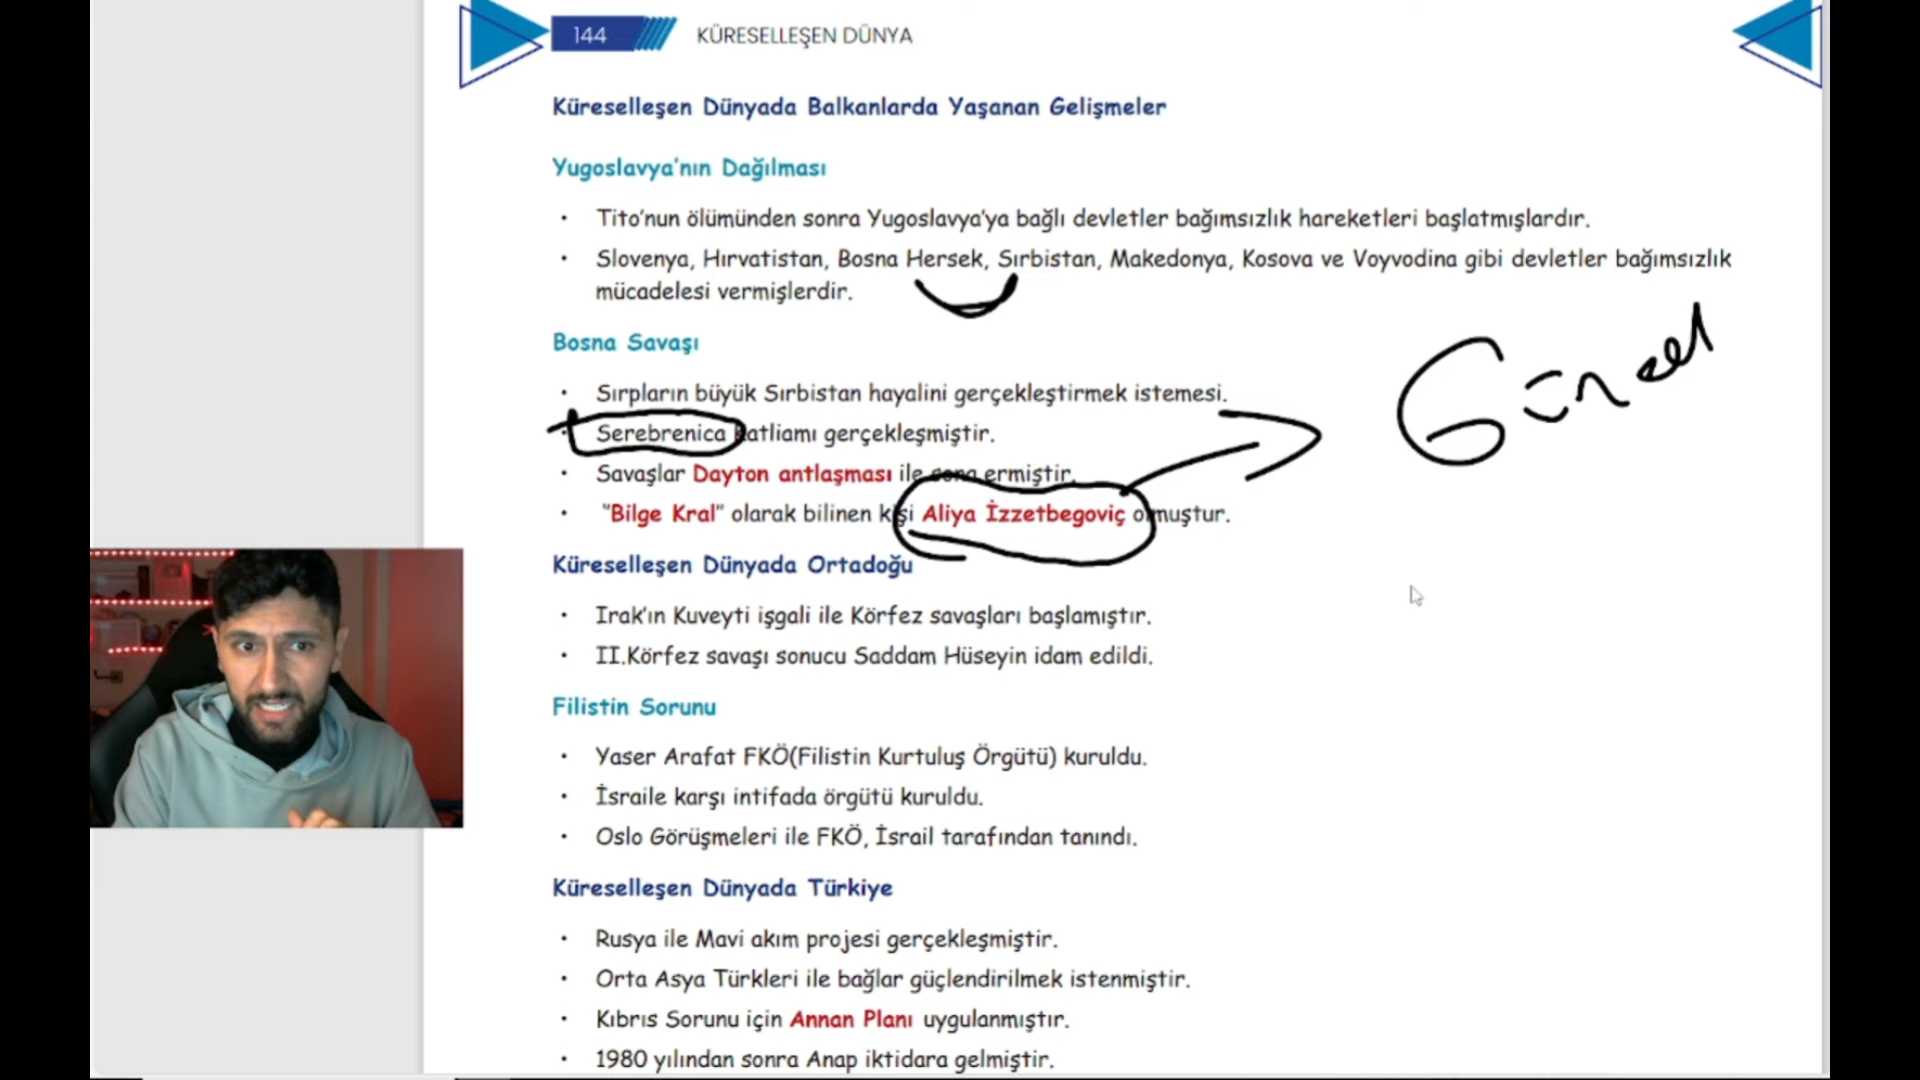 144 KÜRESELLEŞEN DÜNYA
Küreselleşen Dünyada Balkanlarda Yaşanan Gelişmeler
Yugoslavya’nın Dağılması
• Tito’nun ölümünden sonra Yugoslavya’ya bağlı devletler bağımsızlık hareketleri başlatmışlardır.
• Slovenya, Hırvatistan, Bosna Hersek, Sırbistan, Makedonya, Kosova ve Voyvodina gibi devletler bağımsızlık
mücadelesi vermişlerdir.
Bosna Savaşı
• Sırpların büyük Sırbistan hayalini gerçekleştirmek istemesi.
• Serebrenica katliamı gerçekleşmiştir.
• Savaşlar Dayton antlaşması ile sona ermiştir.
• “Bilge Kral” olarak bilinen kişi Aliya İzzetbegoviç olmuştur.
Küreselleşen Dünyada Ortadoğu
• Irak’ın Kuveyti işgali ile Körfez savaşları başlamıştır.
• II.Körfez savaşı sonucu Saddam Hüseyin idam edildi.
Filistin Sorunu
• Yaser Arafat FKÖ(Filistin Kurtuluş Örgütü) kuruldu.
• İsraile karşı intifada örgütü kuruldu.
• Oslo Görüşmeleri ile FKÖ, İsrail tarafından tanındı.
Küreselleşen Dünyada Türkiye
• Rusya ile Mavi akım projesi gerçekleşmiştir.
• Orta Asya Türkleri ile bağlar güçlendirilmek istenmiştir.
• Kıbrıs Sorunu için Annan Planı uygulanmıştır.
• 1980 yılından sonra Anap iktidara gelmiştir.